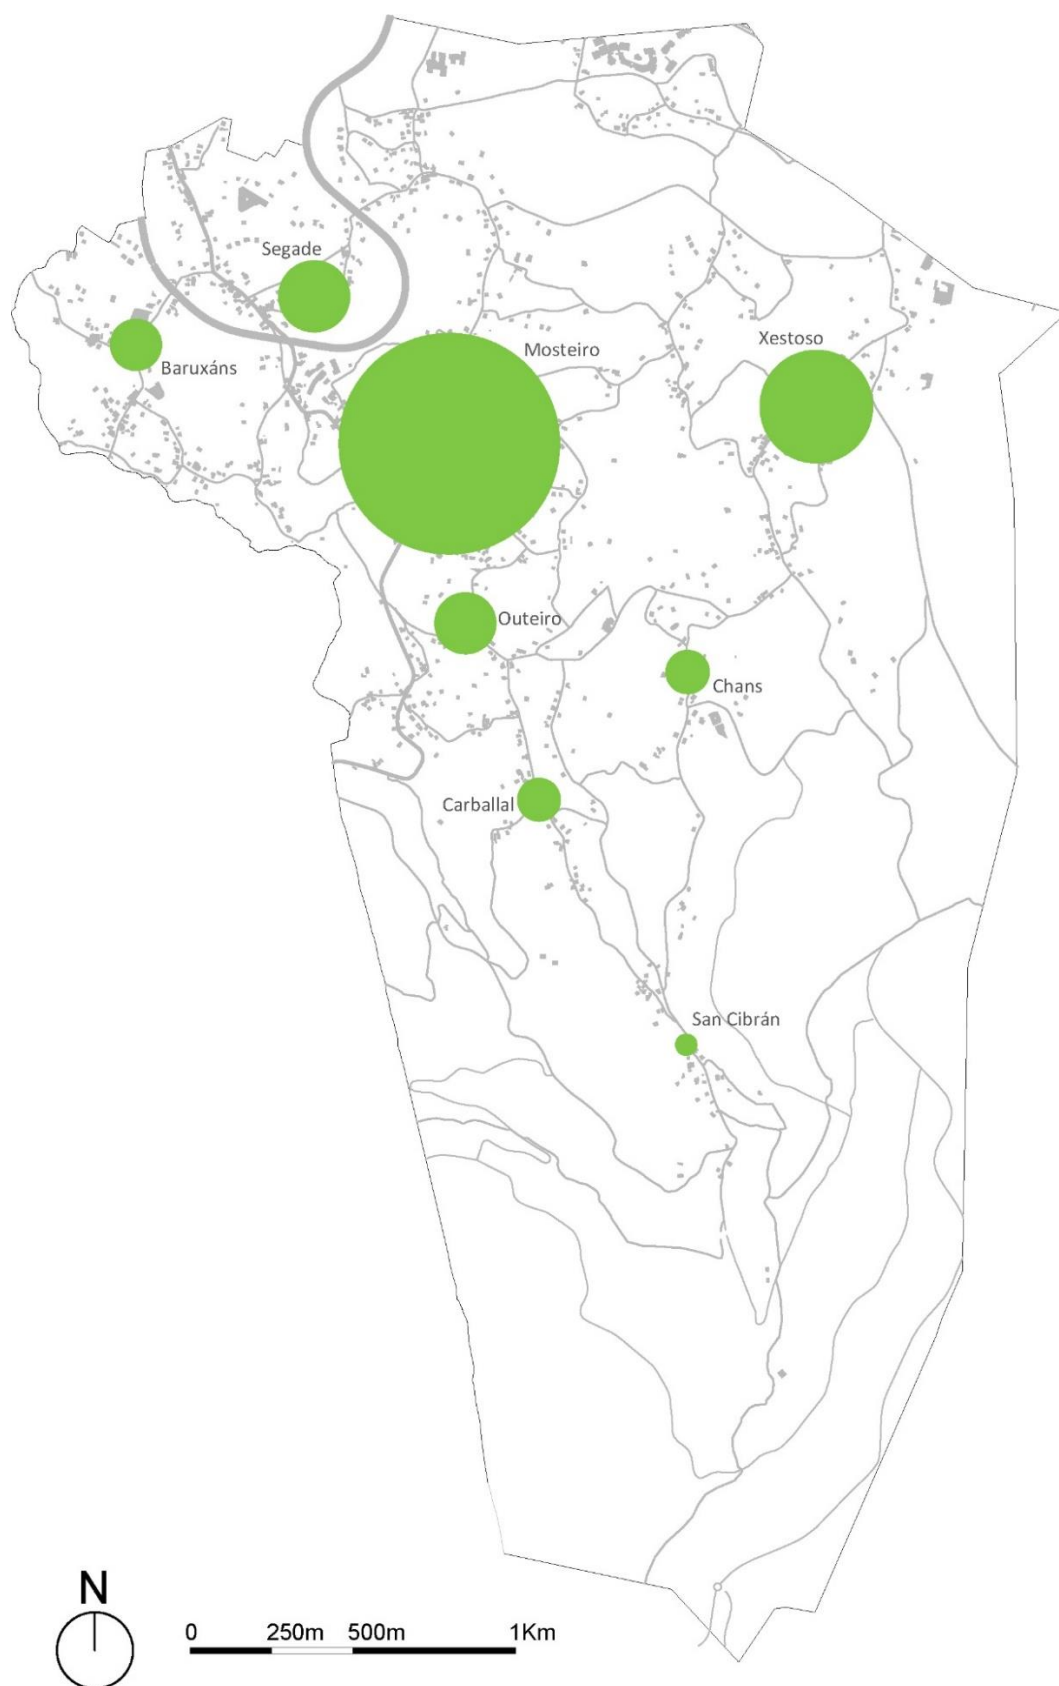 Segade
Mosteiro
Xestoso
Baruxáns
Outeiro
Chans
Carballal
San Cibrán
N
0 250m 500m 1Km